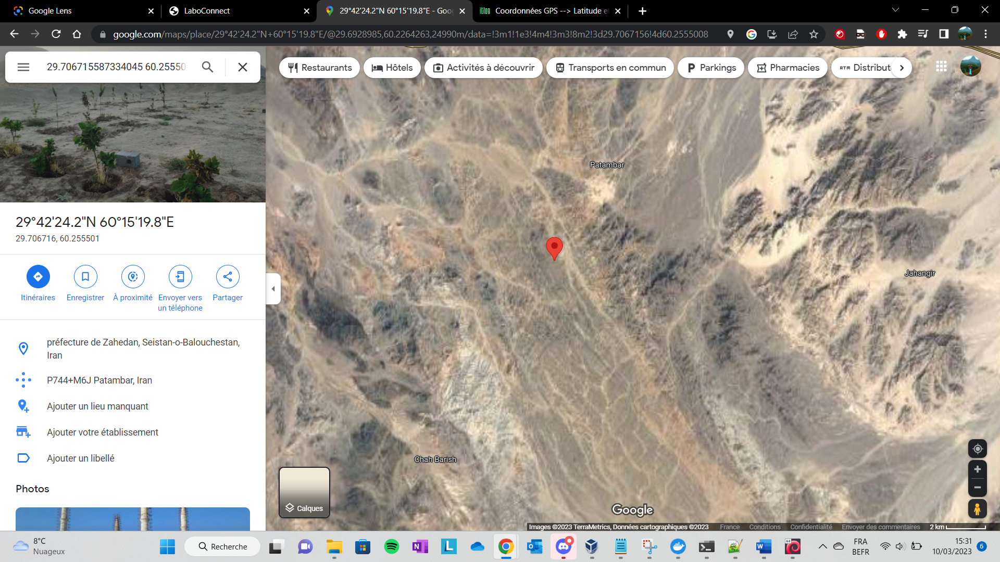 Google Lens
LaboConnect
29°42'24.2"N 60°15'19.8"E - Goo
Coordonnées GPS --> Latitude et
google.com/maps/place/29°42'24.2"N+60°15'19.8"E/@29.6928985,60.2264263,24990m/data=!3m1!1e3!4m4!3m3!8m2!3d29.7067156!4d60.2555008
29.706715587334045 60.25550
Restaurants
Hôtels
Activités à découvrir
Transports en commun
Parkings
Pharmacies
ATM Distribut
29°42'24.2"N 60°15'19.8"E
29.706716, 60.255501
Itinéraires
Enregistrer
À proximité
Envoyer vers
un téléphone
Partager
préfecture de Zahedan, Seistan-o-Balouchestan,
Iran
P744+M6J Patambar, Iran
Ajouter un lieu manquant
Ajouter votre établissement
Ajouter un libellé
Photos
Patambar
Jahangir
Chah Barish
Calques
Google
Images ©2023 TerraMetrics, Données cartographiques ©2023 France Conditions Confidentialité Envoyer des commentaires 2 km
8°C
Nuageux
Recherche
FRA
BEFR
15:31
10/03/2023
6